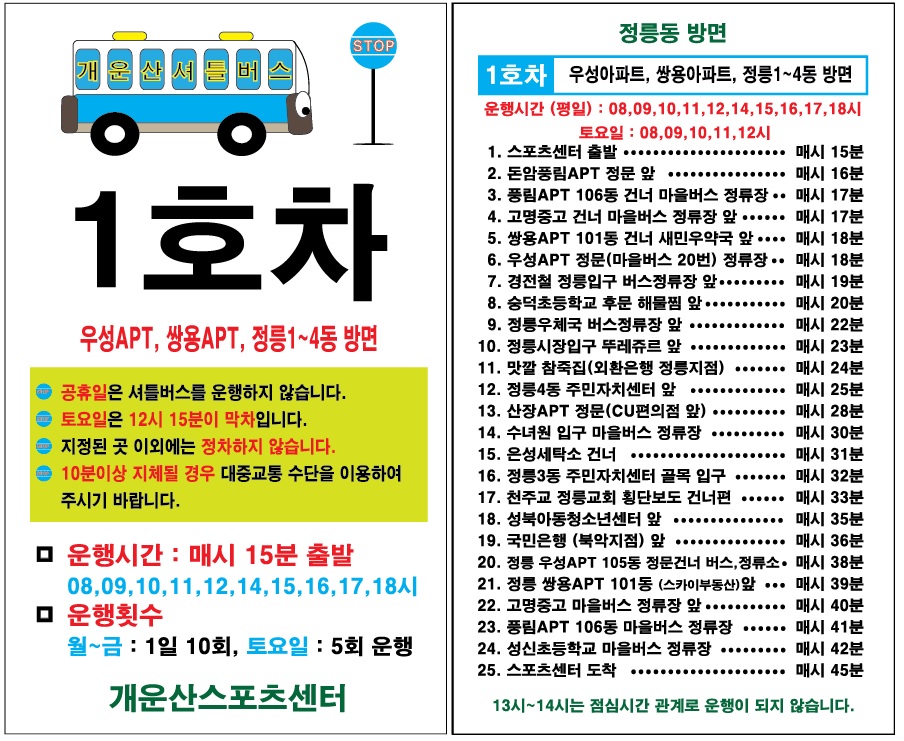 개운산셔틀버스
STOP
1호차
우성APT, 쌍용APT, 정릉1~4동 방면
공휴일은 셔틀버스를 운행하지 않습니다.
토요일은 12시 15분이 막차입니다.
지정된 곳 이외에는 정차하지 않습니다.
10분이상 지체될 경우 대중교통 수단을 이용하여
주시기 바랍니다.
운행시간 : 매시 15분 출발
08,09,10,11,12,14,15,16,17,18시
운행횟수
월~금 : 1일 10회, 토요일 : 5회 운행
개운산스포츠센터
정릉동 방면
1호차 우성아파트, 쌍용아파트, 정릉1~4동 방면
운행시간 (평일) : 08,09,10,11,12,14,15,16,17,18시
토요일 : 08,09,10,11,12시
1. 스포츠센터 출발 ····················· 매시 15분
2. 돈암풍림APT 정문 앞 ················ 매시 16분
3. 풍림APT 106동 건너 마을버스 정류장 ·· 매시 17분
4. 고명중고 건너 마을버스 정류장 앞 ······ 매시 17분
5. 쌍용APT 101동 건너 새민우약국 앞 ···· 매시 18분
6. 우성APT 정문(마을버스 20번) 정류장 ·· 매시 18분
7. 경전철 정릉입구 버스정류장 앞 ········· 매시 19분
8. 숭덕초등학교 후문 해물찜 앞 ··········· 매시 20분
9. 정릉우체국 버스정류장 앞 ············· 매시 22분
10. 정릉시장입구 뚜레쥬르 앞 ············ 매시 23분
11. 맛깔 참죽집(외환은행 정릉지점) ······· 매시 24분
12. 정릉4동 주민자치센터 앞 ············· 매시 25분
13. 산장APT 정문(CU편의점 앞) ·········· 매시 28분
14. 수녀원 입구 마을버스 정류장 ·········· 매시 30분
15. 은성세탁소 건너 ···················· 매시 31분
16. 정릉3동 주민자치센터 골목 입구 ······· 매시 32분
17. 천주교 정릉교회 횡단보도 건너편 ······ 매시 33분
18. 성북아동청소년센터 앞 ··············· 매시 35분
19. 국민은행 (북악지점) 앞 ··············· 매시 36분
20. 정릉 우성APT 105동 정문건너 버스,정류소· 매시 38분
21. 정릉 쌍용APT 101동 (스카이부동산)앞 ··· 매시 39분
22. 고명중고 마을버스 정류장 앞 ··········· 매시 40분
23. 풍림APT 106동 마을버스 정류장 ······ 매시 41분
24. 성신초등학교 마을버스 정류장 ········· 매시 42분
25. 스포츠센터 도착 ···················· 매시 45분
13시~14시는 점심시간 관계로 운행이 되지 않습니다.